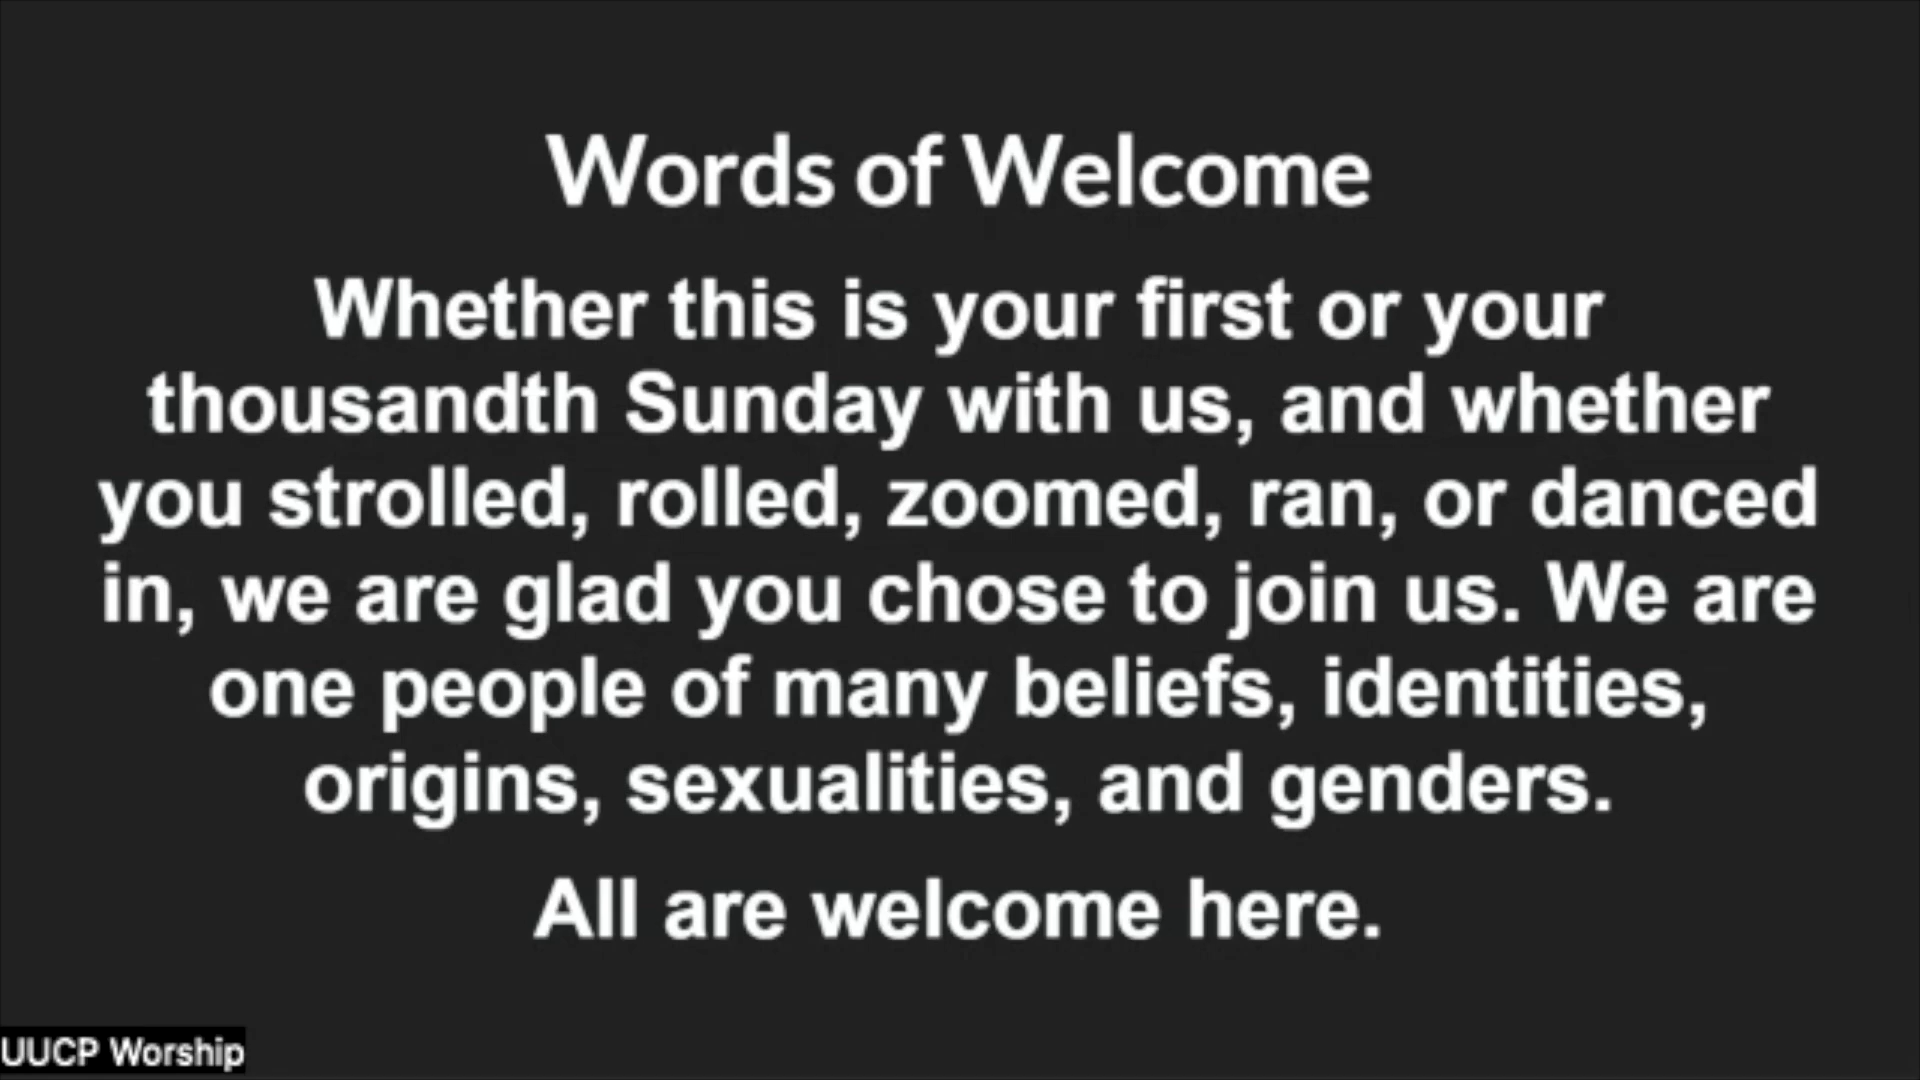 Words of Welcome
Whether this is your first or your
thousandth Sunday with us, and whether
you strolled, rolled, zoomed, ran, or danced
in, we are glad you chose to join us. We are
one people of many beliefs, identities,
origins, sexualities, and genders.
All are welcome here.
UUCP Worship